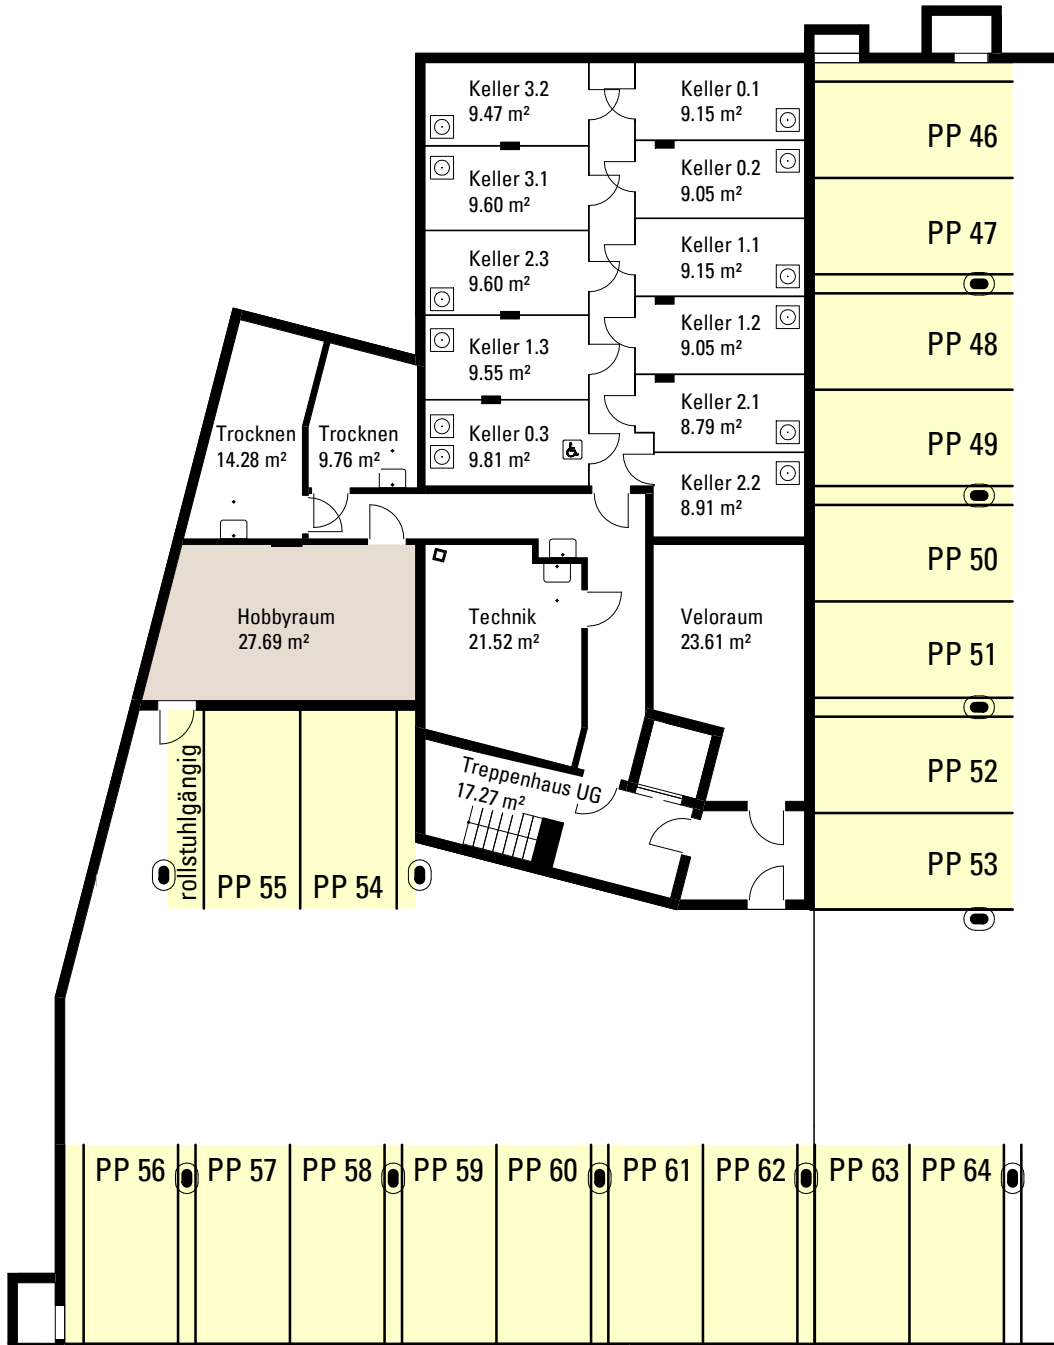 Keller 3.2
9.47 m²
Keller 0.1
9.15 m²
PP 46
Keller 3.1
9.60 m²
Keller 0.2
9.05 m²
PP 47
Keller 2.3
9.60 m²
Keller 1.1
9.15 m²
Keller 1.3
9.55 m²
Keller 1.2
9.05 m²
PP 48
Trocknen
14.28 m²
Trocknen
9.76 m²
Keller 0.3
9.81 m²
Keller 2.1
8.79 m²
PP 49
Keller 2.2
8.91 m²
PP 50
Hobbyraum
27.69 m²
Technik
21.52 m²
Veloraum
23.61 m²
PP 51
Treppenhaus UG
17.27 m²
PP 52
rollstuhlgängig
PP 55
PP 54
PP 53
PP 56
PP 57
PP 58
PP 59
PP 60
PP 61
PP 62
PP 63
PP 64